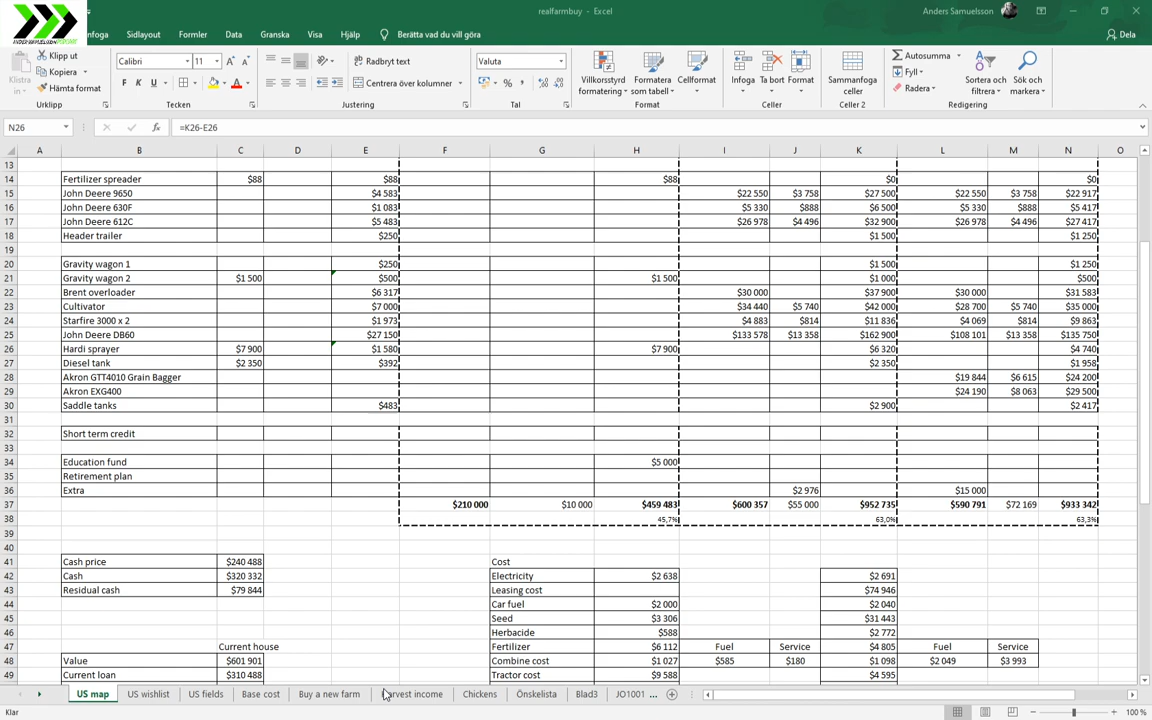 realfarmbuy - Excel
Anders Samuelsson
nfoga Sidlayout Formler Data Granska Visa Hjälp Berätta vad du vill göra Dela
Klistra in
Klipp ut
Kopiera
Hämta format
Urklipp
Calibri 11
F K U
Tecken
Radbryt text
Centrera över kolumner
Justering
Valuta
% 000
Tal
Villkorsstyrd formatering
Formatera som tabell
Cellformat
Format
Infoga
Ta bort
Format
Celler
Sammanfoga celler
Celler 2
Autosumma
Fyll
Radera
Sortera och filtrera
Sök och markera
Redigering
N26 fx =K26-E26
A B C D E F G H I J K L M N O
13
14 Fertilizer spreader $88 $88 $88 $0 $0
15 John Deere 9650 $4 583 $22 550 $3 758 $27 500 $22 550 $3 758 $22 917
16 John Deere 630F $1 083 $5 330 $888 $6 500 $5 330 $888 $5 417
17 John Deere 612C $5 483 $26 978 $4 496 $32 900 $26 978 $4 496 $27 417
18 Header trailer $250 $1 500 $1 250
19
20 Gravity wagon 1 $250 $1 500 $1 250
21 Gravity wagon 2 $1 500 $500 $1 500 $1 000 $500
22 Brent overloader $6 317 $30 000 $37 900 $30 000 $31 583
23 Cultivator $7 000 $34 440 $5 740 $42 000 $28 700 $5 740 $35 000
24 Starfire 3000 x 2 $1 973 $4 883 $814 $11 836 $4 069 $814 $9 863
25 John Deere DB60 $27 150 $133 578 $13 358 $162 900 $108 101 $13 358 $135 750
26 Hardi sprayer $7 900 $1 580 $7 900 $6 320 $4 740
27 Diesel tank $2 350 $392 $2 350 $1 958
28 Akron GTT4010 Grain Bagger $19 844 $6 615 $24 200
29 Akron EXG400 $24 190 $8 063 $29 500
30 Saddle tanks $483 $2 900 $2 417
31
32 Short term credit
33
34 Education fund $5 000
35 Retirement plan
36 Extra $2 976 $15 000
37 $210 000 $10 000 $459 483 $600 357 $55 000 $952 735 $590 791 $72 169 $933 342
38 45,7% 63,0% 63,3%
39
40
41 Cash price $240 488 Cost
42 Cash $320 332 Electricity $2 638 $2 691
43 Residual cash $79 844 Leasing cost $74 946
44 Car fuel $2 000 $2 040
45 Seed $3 306 $31 443
46 Herbacide $588 $2 772
47 Current house Fertilizer $6 112 Fuel Service $4 805 Fuel Service
48 Value $601 901 Combine cost $1 027 $585 $180 $1 098 $2 049 $3 993
49 Current loan $310 488 Tractor cost $9 588 $4 595
US map US wishlist US fields Base cost Buy a new farm arvest income Chickens Önskelista Blad3 JO1001 ...
Klar 100 %